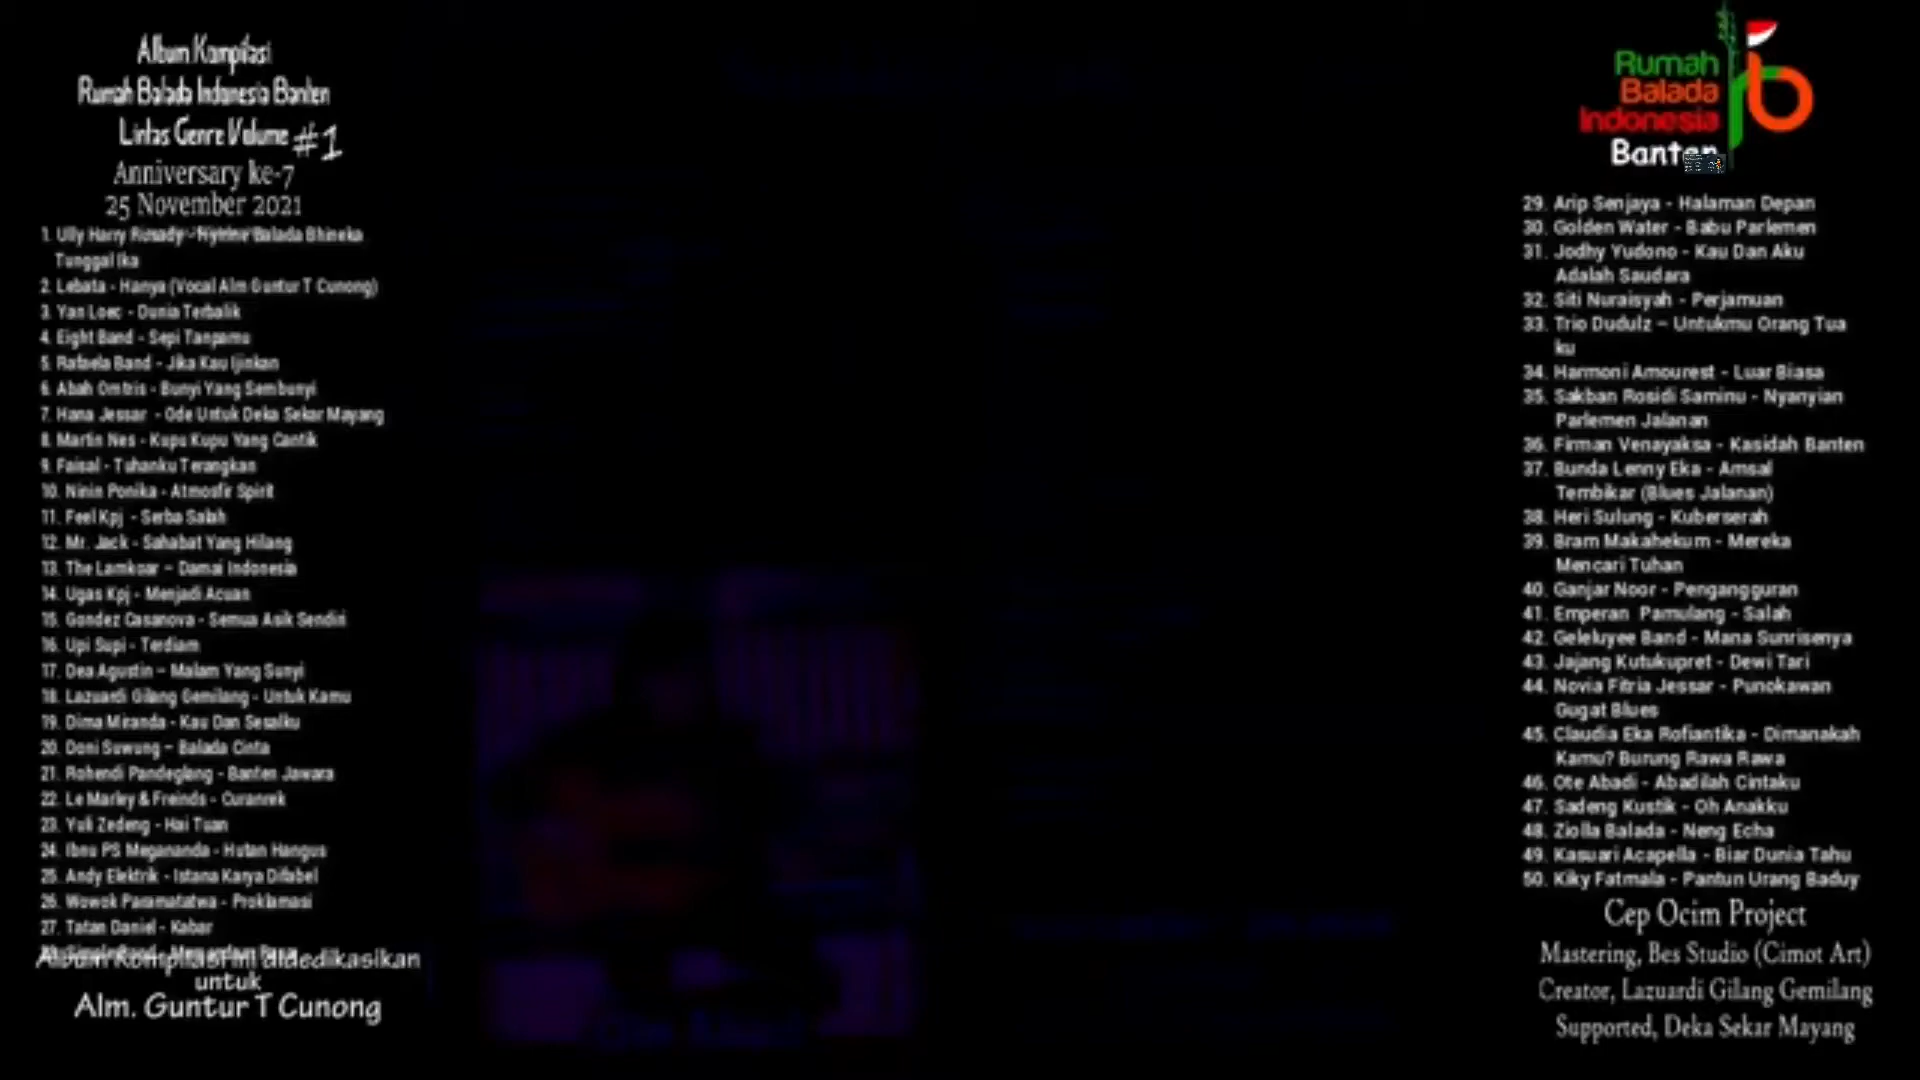 Album Kompilasi
Rumah Balada Indonesia Banten
Lintas Genre Volume #1
Anniversary ke-7
25 November 2021
1. Ully Harry Rusady - Hymne Balada Bhineka
Tunggal Ika
2. Lebata - Hanya (Vocal Alm Guntur T Cunong)
3. Yan Loec - Dunia Terbalik
4. Eight Band - Sepi Tanpamu
5. Rafaela Band - Jika Kau Ijinkan
6. Abah Omtris - Bunyi Yang Sembunyi
7. Hana Jessar - Ode Untuk Deka Sekar Mayang
8. Martin Nes - Kupu Kupu Yang Cantik
9. Faisal - Tuhanku Terangkan
10. Ninin Ponika - Atmosfir Spirit
11. Feel Kpj - Serba Salah
12. Mr. Jack - Sahabat Yang Hilang
13. The Lamkoar – Damai Indonesia
14. Ugas Kpj - Menjadi Acuan
15. Gondez Casanova - Semua Asik Sendiri
16. Upi Supi - Terdiam
17. Dea Agustin – Malam Yang Sunyi
18. Lazuardi Gilang Gemilang - Untuk Kamu
19. Dima Miranda - Kau Dan Sesalku
20. Doni Suwung – Balada Cinta
21. Rohendi Pandeglang - Banten Jawara
22. Le Marley & Freinds - Curanrek
23. Yuli Zedeng - Hai Tuan
24. Ibnu PS Megananda - Hutan Hangus
25. Andy Elektrik - Istana Karya Difabel
26. Wowok Paramatatwa - Proklamasi
27. Tatan Daniel - Kabar
Album Kompilasi ini didedikasikan
untuk
Alm. Guntur T Cunong
Rumah
Balada
Indonesia
Banten
29. Arip Senjaya - Halaman Depan
30. Golden Water - Babu Parlemen
31. Jodhy Yudono - Kau Dan Aku
Adalah Saudara
32. Siti Nuraisyah - Perjamuan
33. Trio Dudulz – Untukmu Orang Tua
ku
34. Harmoni Amourest - Luar Biasa
35. Sakban Rosidi Saminu - Nyanyian
Parlemen Jalanan
36. Firman Venayaksa - Kasidah Banten
37. Bunda Lenny Eka - Amsal
Tembikar (Blues Jalanan)
38. Heri Sulung - Kuberserah
39. Bram Makahekum - Mereka
Mencari Tuhan
40. Ganjar Noor - Pengangguran
41. Emperan Pamulang - Salah
42. Geleluyee Band - Mana Sunrisenya
43. Jajang Kutukupret - Dewi Tari
44. Novia Fitria Jessar - Punokawan
Gugat Blues
45. Claudia Eka Rofiantika - Dimanakah
Kamu? Burung Rawa Rawa
46. Ote Abadi - Abadilah Cintaku
47. Sadeng Kustik - Oh Anakku
48. Ziolla Balada - Neng Echa
49. Kasuari Acapella - Biar Dunia Tahu
50. Kiky Fatmala - Pantun Urang Baduy
Cep Ocim Project
Mastering, Bes Studio (Cimot Art)
Creator, Lazuardi Gilang Gemilang
Supported, Deka Sekar Mayang